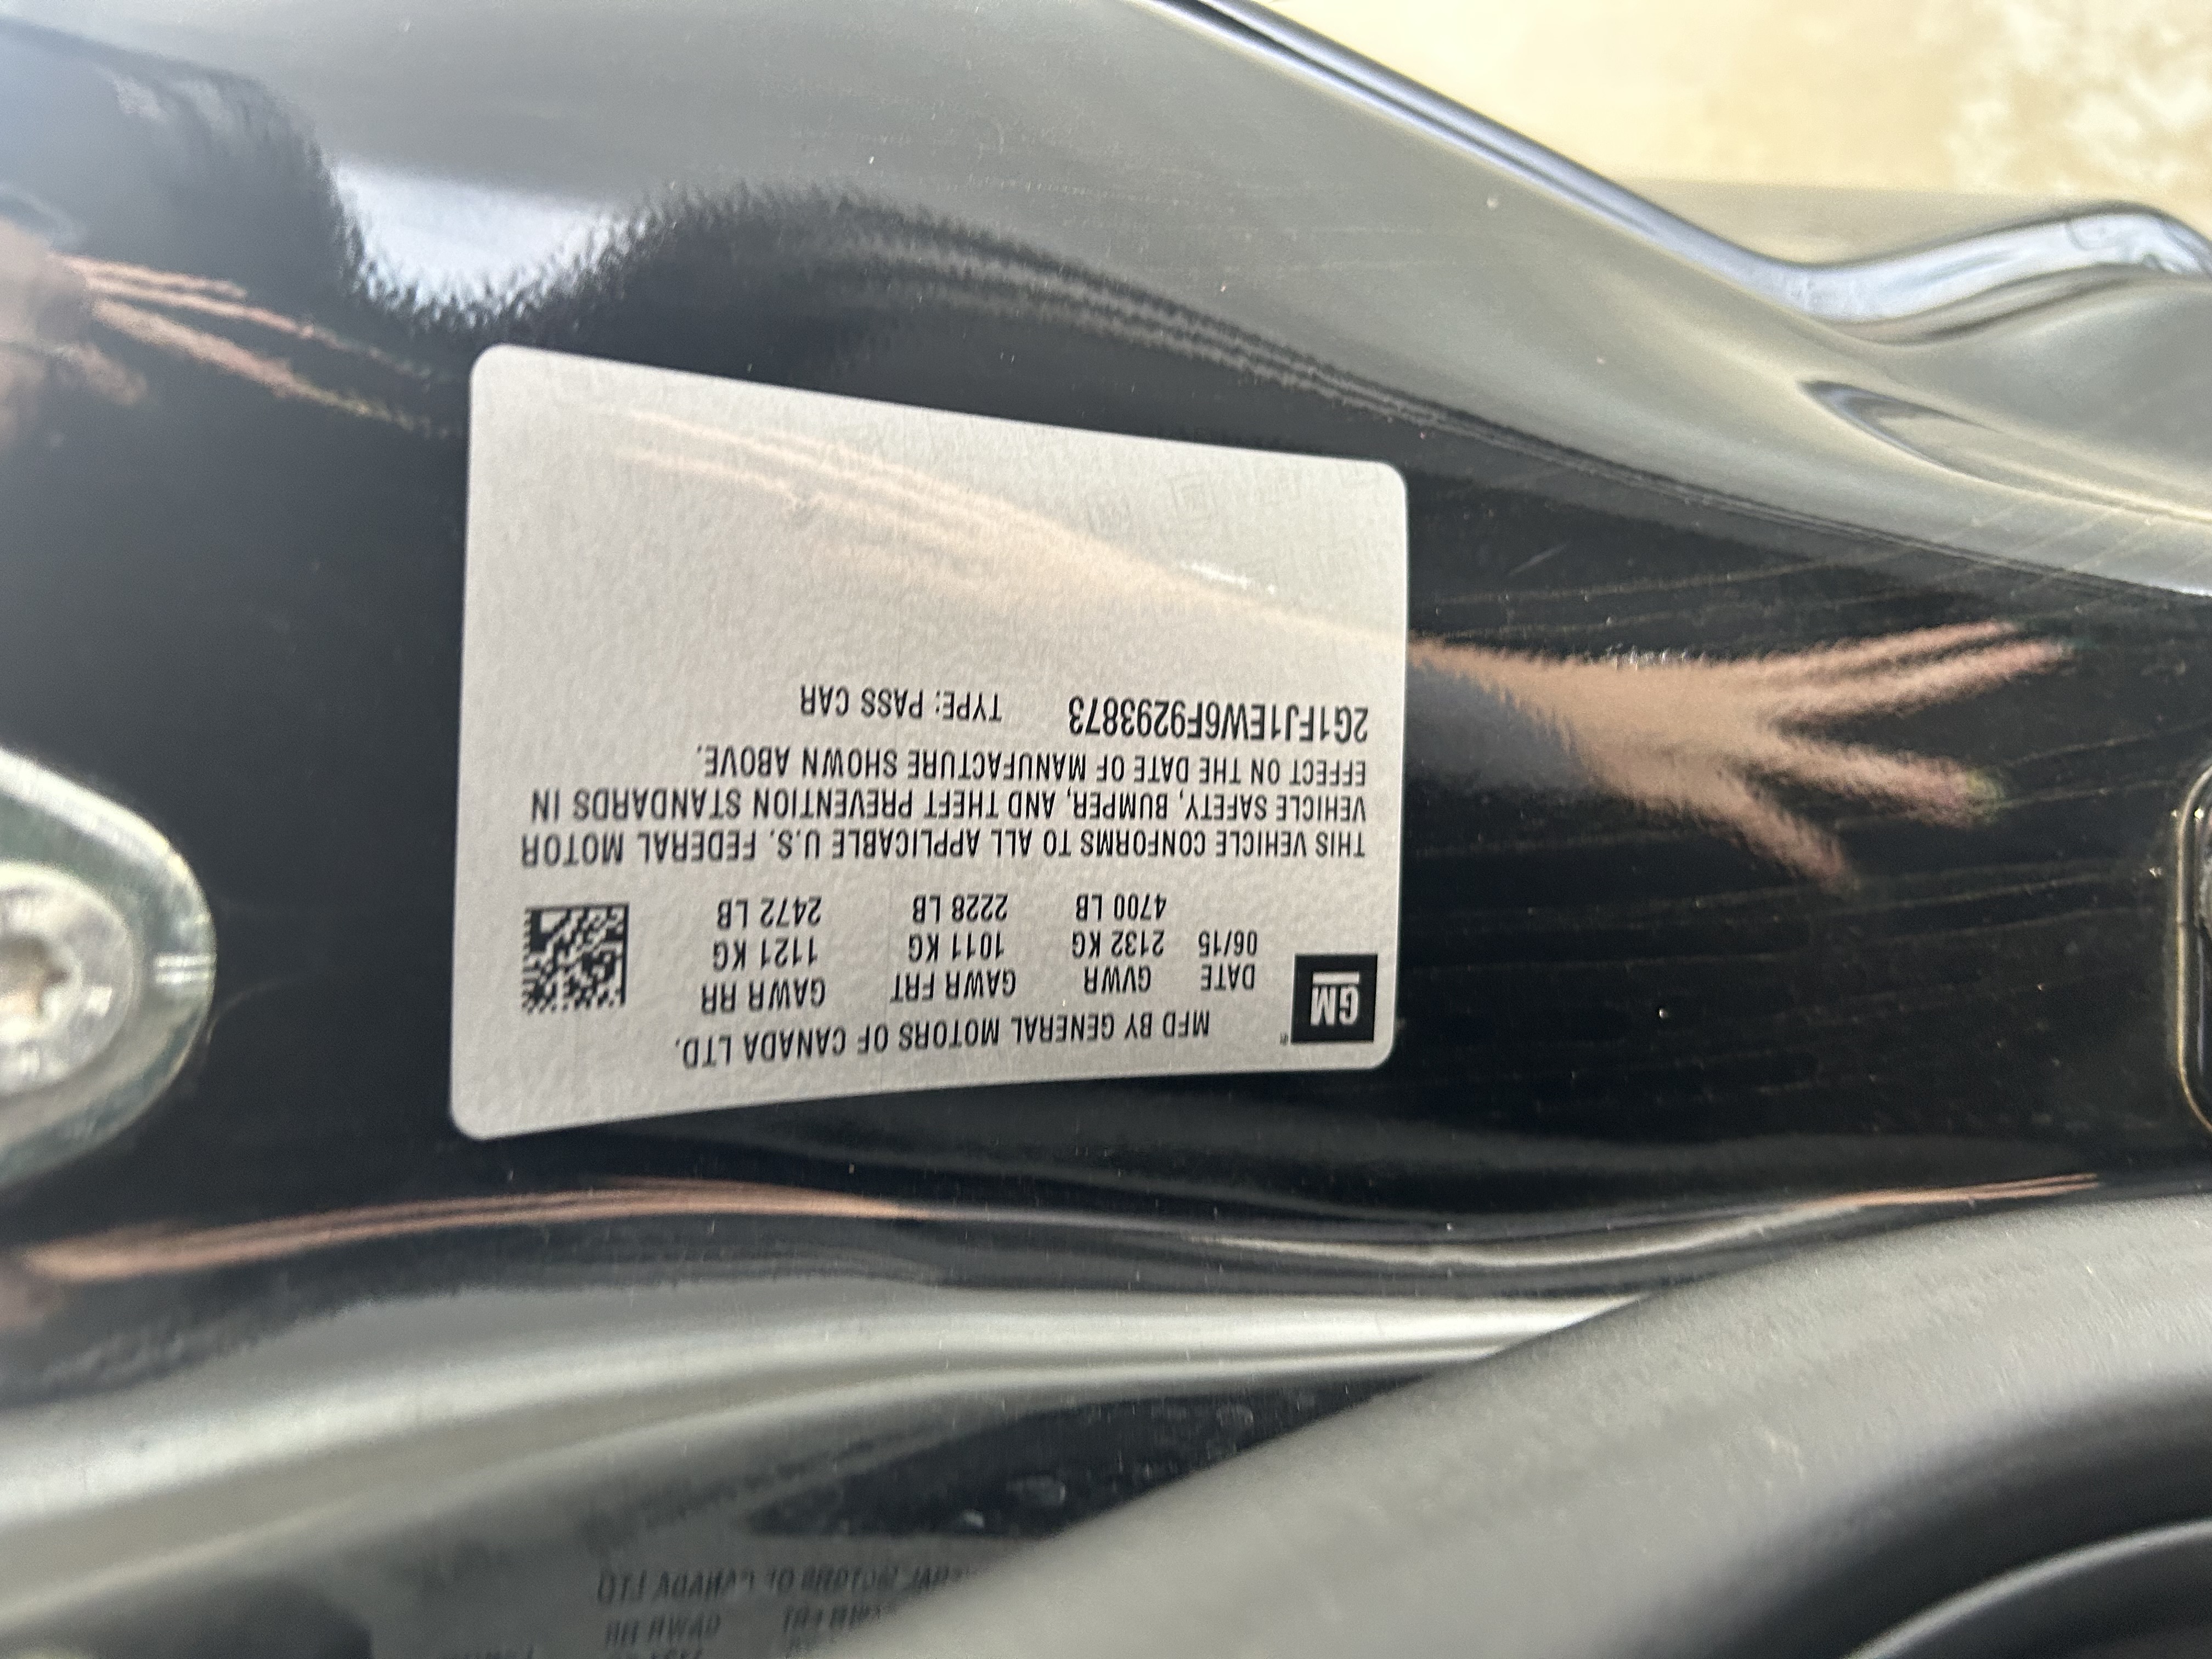 GM
MFD BY GENERAL MOTORS OF CANADA LTD.
DATE GVWR GAWR FRT GAWR RR
06/15 2132 KG 1011 KG 1121 KG
4700 LB 2228 LB 2472 LB
THIS VEHICLE CONFORMS TO ALL APPLICABLE U.S. FEDERAL MOTOR
VEHICLE SAFETY, BUMPER, AND THEFT PREVENTION STANDARDS IN
EFFECT ON THE DATE OF MANUFACTURE SHOWN ABOVE.
2G1FJ1EW6F9293873 TYPE: PASS CAR